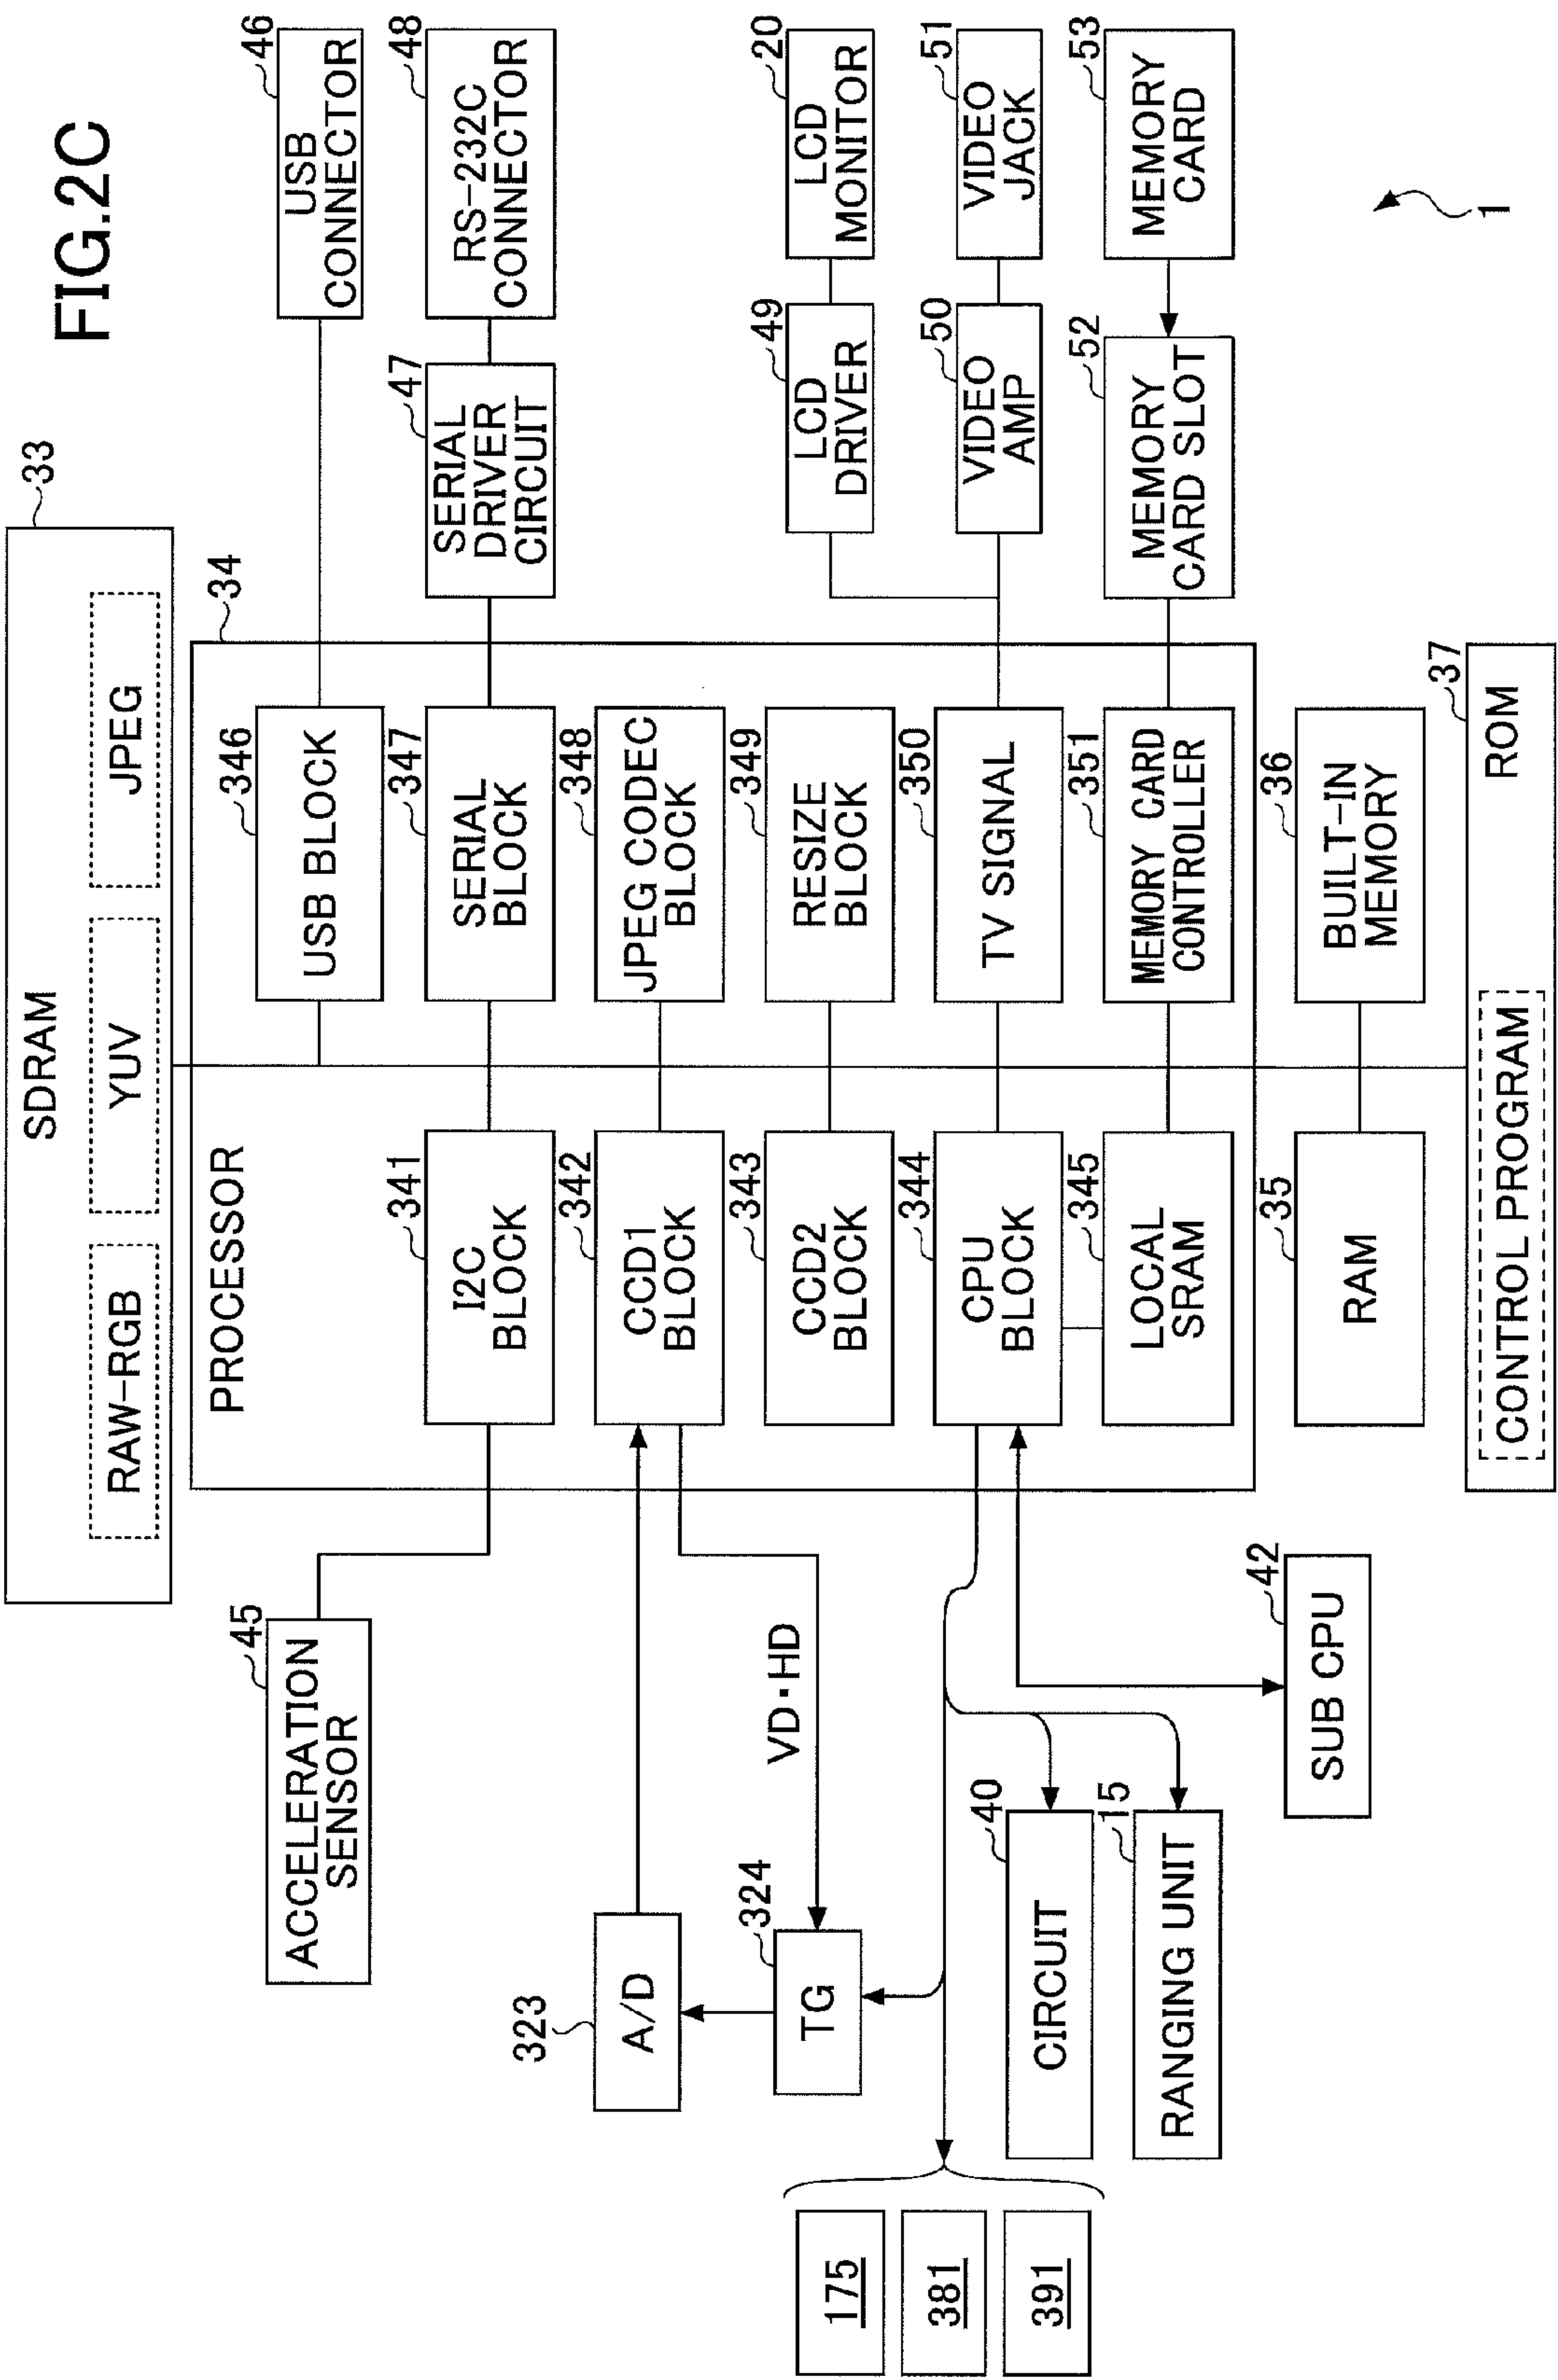 FIG.2C
33
SDRAM
RAW-RGB
YUV
JPEG
34
PROCESSOR
45
ACCELERATION
SENSOR
346
USB BLOCK
46
USB
CONNECTOR
341
I2C
BLOCK
347
SERIAL
BLOCK
47
SERIAL
DRIVER
CIRCUIT
48
RS-232C
CONNECTOR
323
A/D
342
CCD1
BLOCK
348
JPEG CODEC
BLOCK
324
TG
VD・HD
343
CCD2
BLOCK
349
RESIZE
BLOCK
49
LCD
DRIVER
20
LCD
MONITOR
175
381
391
344
CPU
BLOCK
350
TV SIGNAL
50
VIDEO
AMP
51
VIDEO
JACK
40
CIRCUIT
15
RANGING UNIT
345
LOCAL
SRAM
351
MEMORY CARD
CONTROLLER
52
MEMORY
CARD SLOT
53
MEMORY
CARD
42
SUB CPU
35
RAM
36
BUILT-IN
MEMORY
37
CONTROL PROGRAM
ROM
1